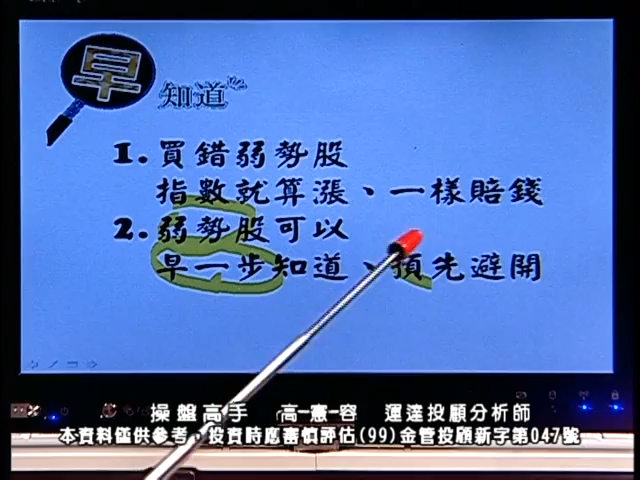 早
知道
1.買錯弱勢股
指數就算漲、一樣賠錢
2.弱勢股可以
早一步知道、預先避開
操盤高手 高-憲-容 運達投顧分析師
本資料僅供參考，投資時應審慎評估(99)金管投顧新字第047號